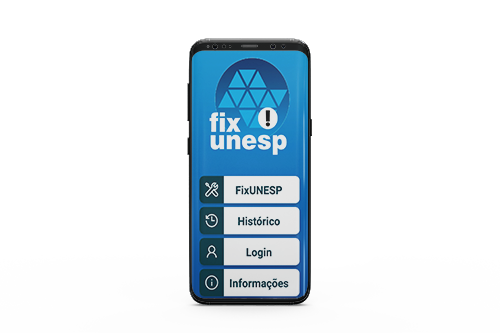 fix
unesp
FixUNESP
Histórico
Login
Informações